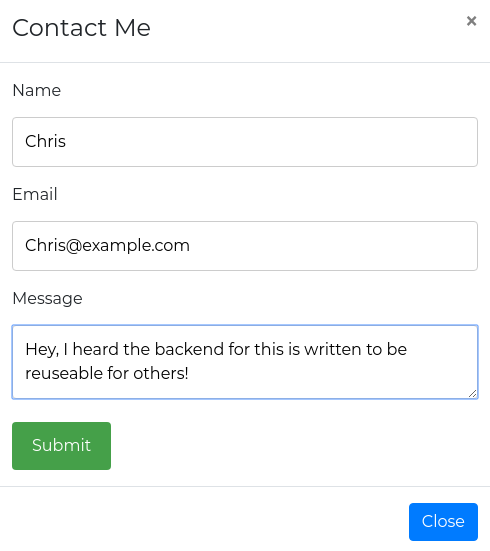 Contact Me
×
Name
Chris
Email
Chris@example.com
Message
Hey, I heard the backend for this is written to be
reuseable for others!
Submit
Close